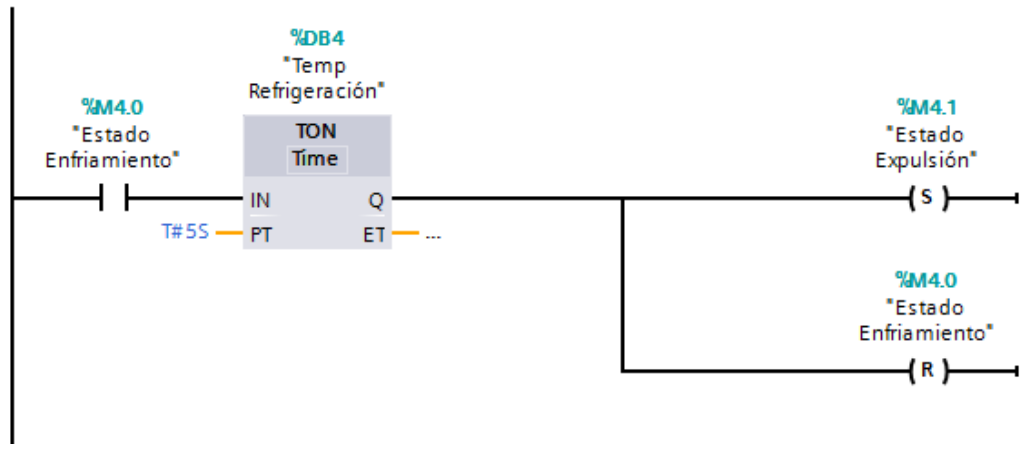 %DB4
"Temp
Refrigeración"
%M4.0
"Estado
Enfriamiento"
TON
Time
IN
Q
T#5S
PT
ET
...
%M4.1
"Estado
Expulsión"
S
%M4.0
"Estado
Enfriamiento"
R